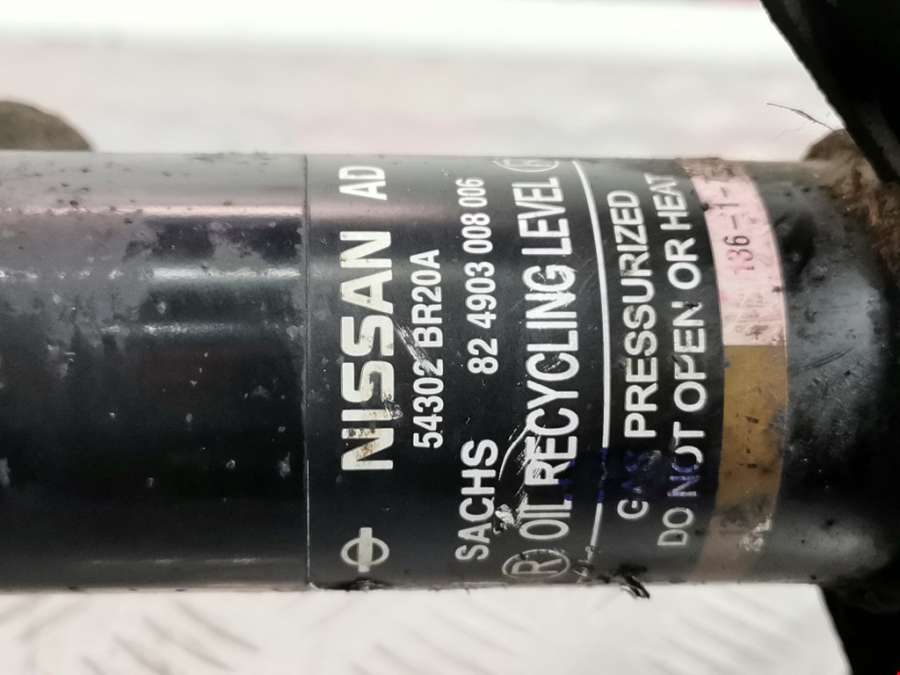 NISSAN AD
54302 BR20A
SACHS 82 4903 008 006
Ⓡ OIL RECYCLING LEVEL Ⓡ
GAS PRESSURIZED
DO NOT OPEN OR HEAT
136-1-